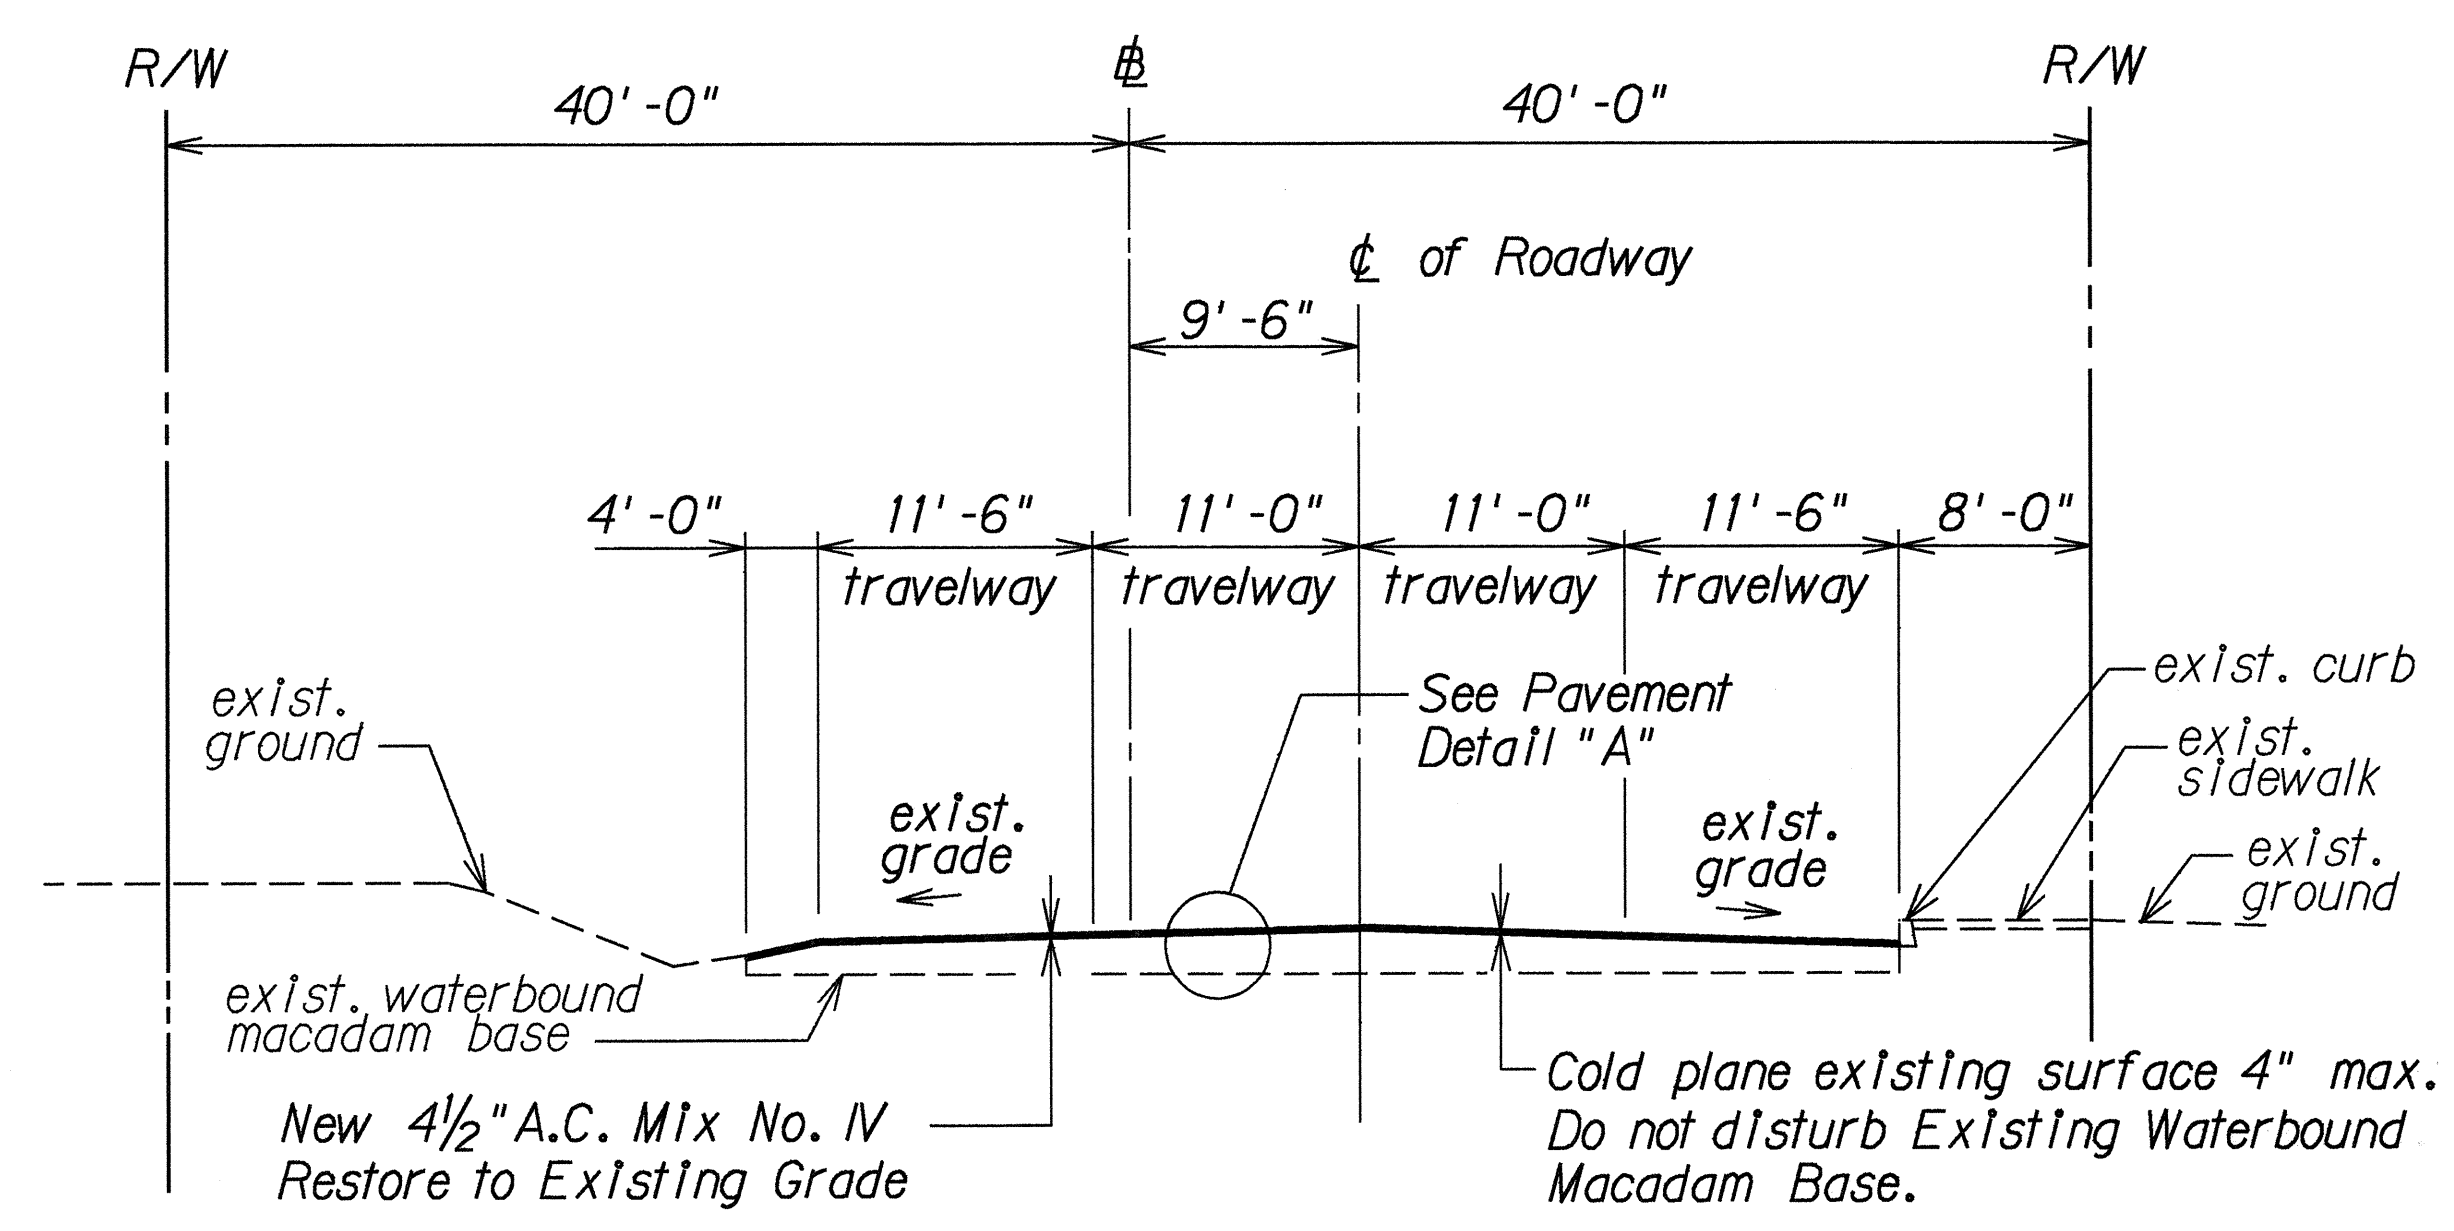 R/W
℄B
R/W
40'-0"
40'-0"
℄ of Roadway
9'-6"
4'-0"
11'-6"
11'-0"
11'-0"
11'-6"
8'-0"
travelway
travelway
travelway
travelway
exist. curb
exist.
sidewalk
exist.
ground
exist.
ground
See Pavement
Detail "A"
exist.
grade
exist.
grade
exist. waterbound
macadam base
New 4½" A.C. Mix No. IV
Restore to Existing Grade
Cold plane existing surface 4" max.
Do not disturb Existing Waterbound
Macadam Base.